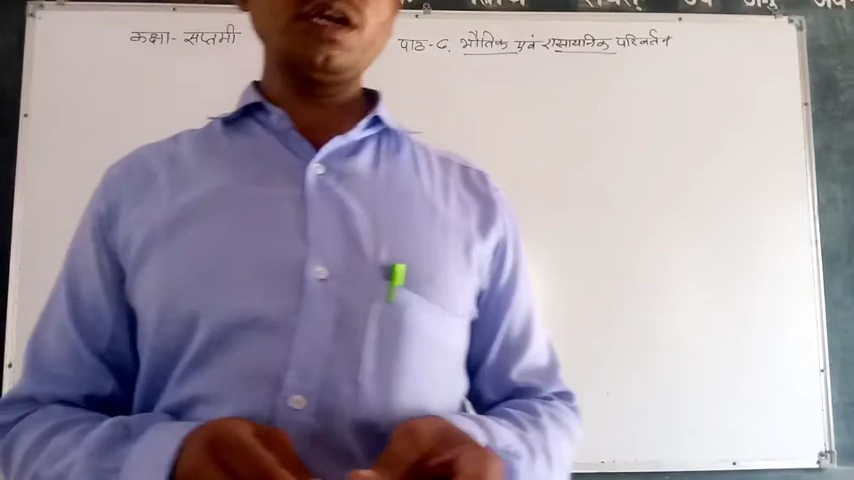 कक्षा- सप्तमी
पाठ-८. भौतिक एवं रासायनिक परिवर्तन